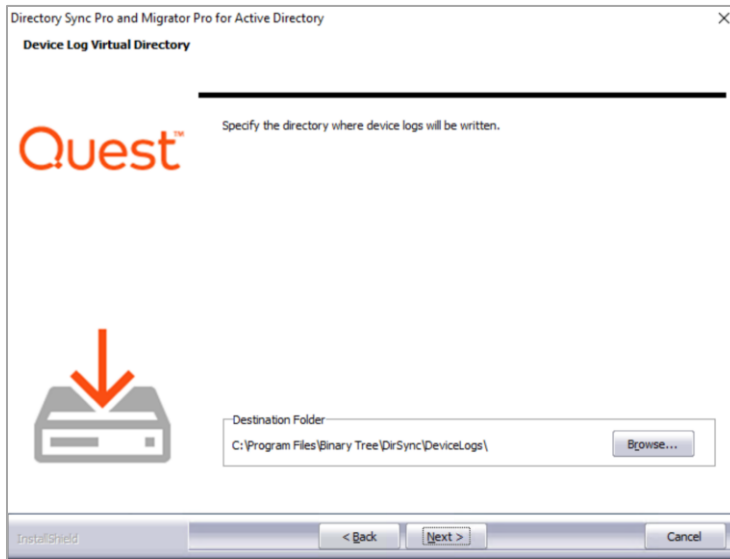 Directory Sync Pro and Migrator Pro for Active Directory
Device Log Virtual Directory
Quest™
Specify the directory where device logs will be written.
Destination Folder
C:\Program Files\Binary Tree\DirSync\DeviceLogs\
Browse...
InstallShield
< Back
Next >
Cancel